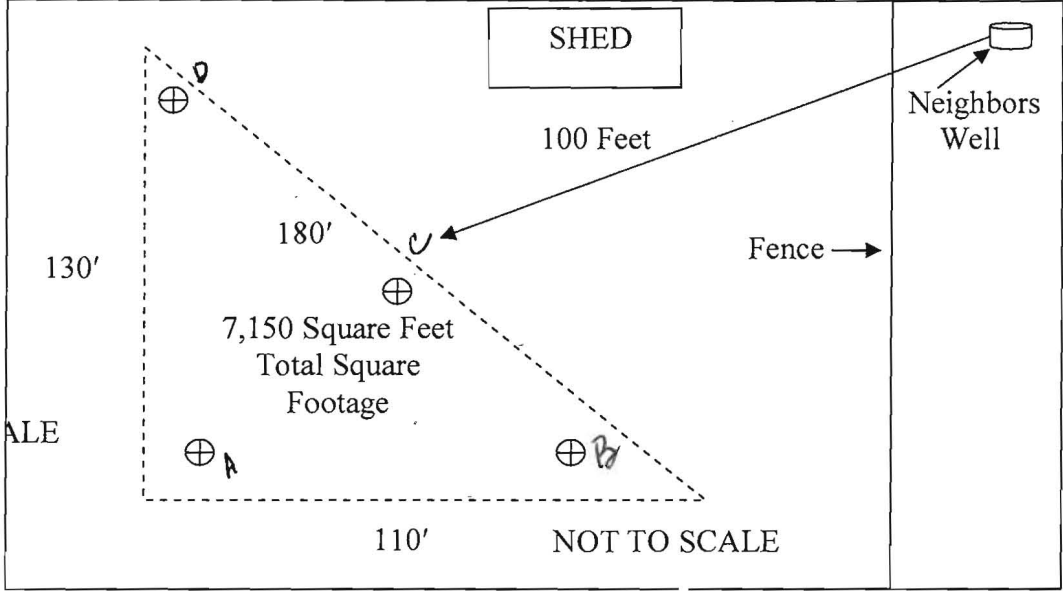 SHED
D
Neighbors
Well
100 Feet
C
180'
Fence
130'
7,150 Square Feet
Total Square
Footage
ALE
A
B
110'
NOT TO SCALE